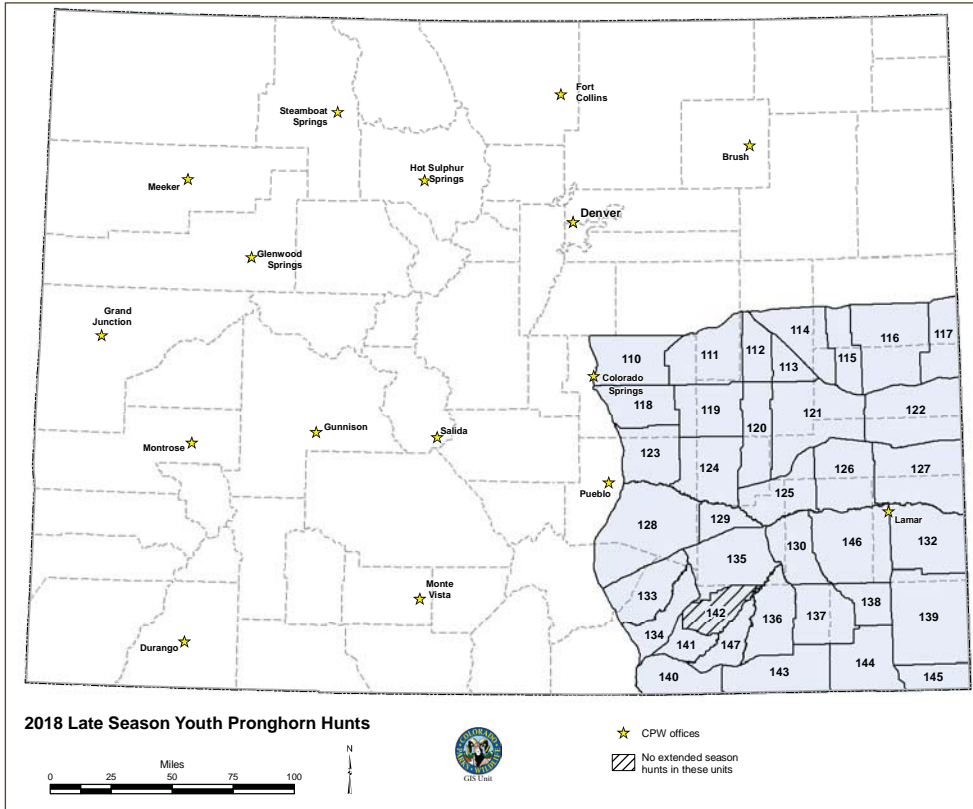 Fort
Collins
Steamboat
Springs
Brush
Hot Sulphur
Springs
Meeker
Denver
Glenwood
Springs
Grand
Junction
114
116
117
112
110
111
115
113
Colorado
Springs
118
119
121
122
120
Gunnison
Salida
Montrose
123
124
126
127
Pueblo
125
Lamar
128
129
130
146
132
135
Monte
Vista
133
142
136
137
138
139
134
Durango
141
147
140
143
144
145
2018 Late Season Youth Pronghorn Hunts
Miles
0 25 50 75 100
N
COLORADO
PARKS & WILDLIFE
GIS Unit
CPW offices
No extended season
hunts in these units